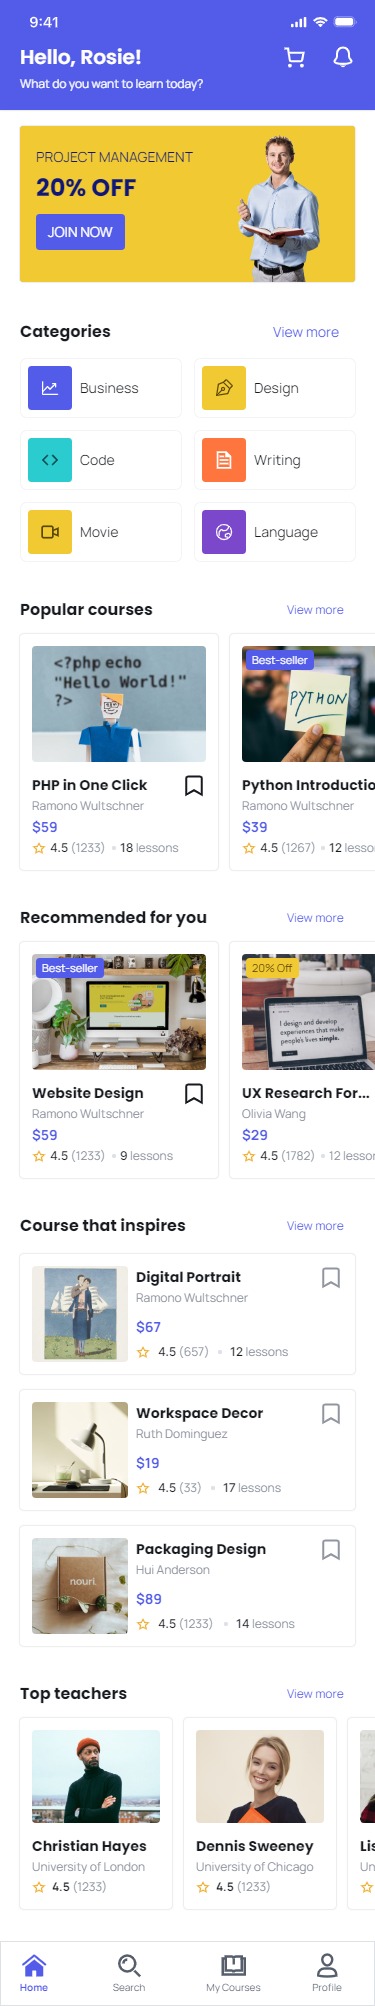 9:41
Hello, Rosie!
What do you want to learn today?
PROJECT MANAGEMENT
20% OFF
JOIN NOW
Categories
View more
Business
Design
Code
Writing
Movie
Language
Popular courses
View more
<?php echo
"Hello World!"
?>
Best-seller
PYTHON
PHP in One Click
Ramono Wultschner
$59
4.5 (1233) • 18 lessons
Python Introductio
Ramono Wultschner
$39
4.5 (1267) • 12 lesso
Recommended for you
View more
Best-seller
20% Off
I design and develop
experiences that make
people's lives simple.
Website Design
Ramono Wultschner
$59
4.5 (1233) • 9 lessons
UX Research For...
Olivia Wang
$29
4.5 (1782) • 12 lesson
Course that inspires
View more
Digital Portrait
Ramono Wultschner
$67
4.5 (657) • 12 lessons
Workspace Decor
Ruth Dominguez
$19
4.5 (33) • 17 lessons
nouri.
Packaging Design
Hui Anderson
$89
4.5 (1233) • 14 lessons
Top teachers
View more
Christian Hayes
University of London
4.5 (1233)
Dennis Sweeney
University of Chicago
4.5 (1233)
Lis
Un
Home
Search
My Courses
Profile